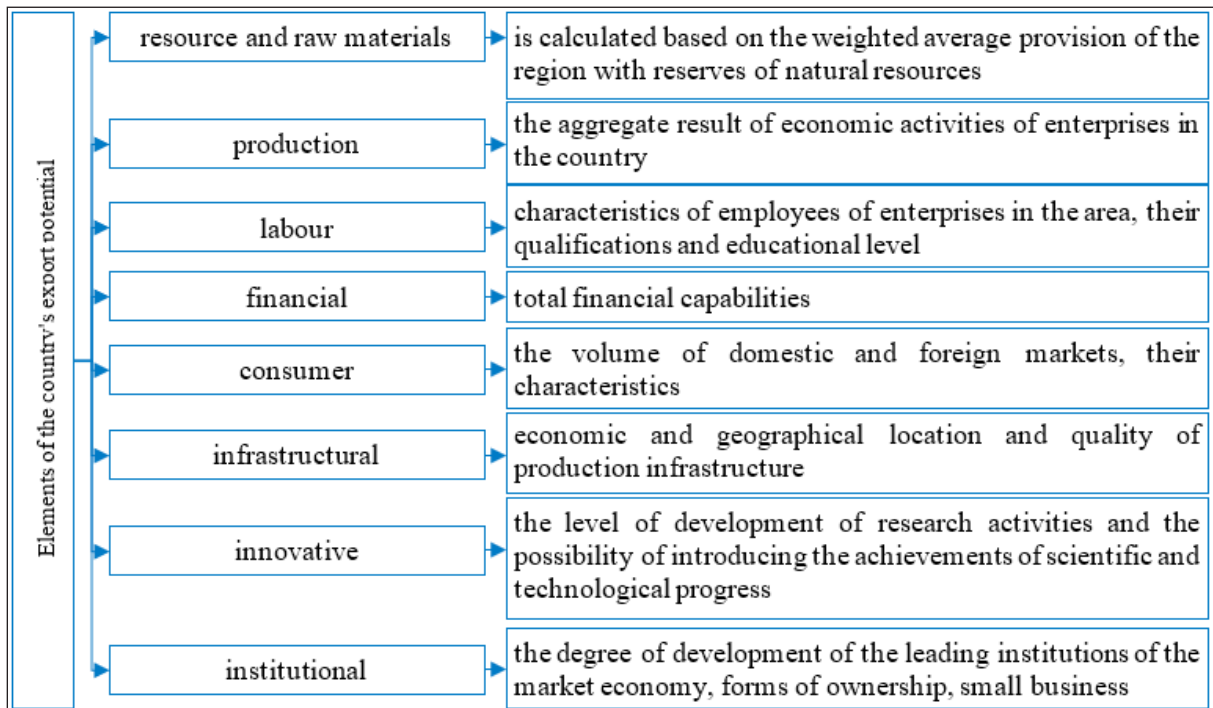 Elements of the country's export potential
resource and raw materials
is calculated based on the weighted average provision of the
region with reserves of natural resources
production
the aggregate result of economic activities of enterprises in
the country
labour
characteristics of employees of enterprises in the area, their
qualifications and educational level
financial
total financial capabilities
consumer
the volume of domestic and foreign markets, their
characteristics
infrastructural
economic and geographical location and quality of
production infrastructure
innovative
the level of development of research activities and the
possibility of introducing the achievements of scientific and
technological progress
institutional
the degree of development of the leading institutions of the
market economy, forms of ownership, small business